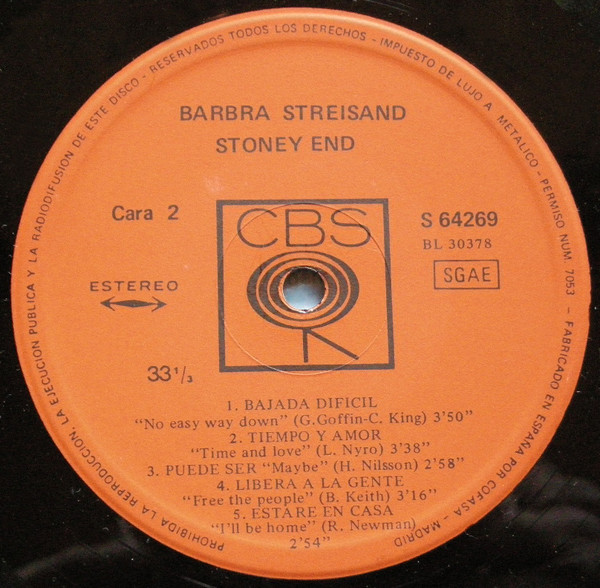 PROHIBIDA LA REPRODUCCION, LA EJECUCION PUBLICA Y LA RADIODIFUSION DE ESTE DISCO - RESERVADOS TODOS LOS DERECHOS - IMPUESTO DE LUJO A METALICO - PERMISO NUM. 7053 - FABRICADO EN ESPAÑA POR COFASA - MADRID
BARBRA STREISAND
STONEY END
Cara 2
CBS
S 64269
BL 30378
ESTEREO
SGAE
33 1/3
1. BAJADA DIFICIL
"No easy way down" (G.Goffin-C. King) 3'50"
2. TIEMPO Y AMOR
"Time and love" (L. Nyro) 3'38"
3. PUEDE SER "Maybe" (H. Nilsson) 2'58"
4. LIBERA A LA GENTE
"Free the people" (B. Keith) 3'16"
5. ESTARE EN CASA
"I'll be home" (R. Newman)
2'54"